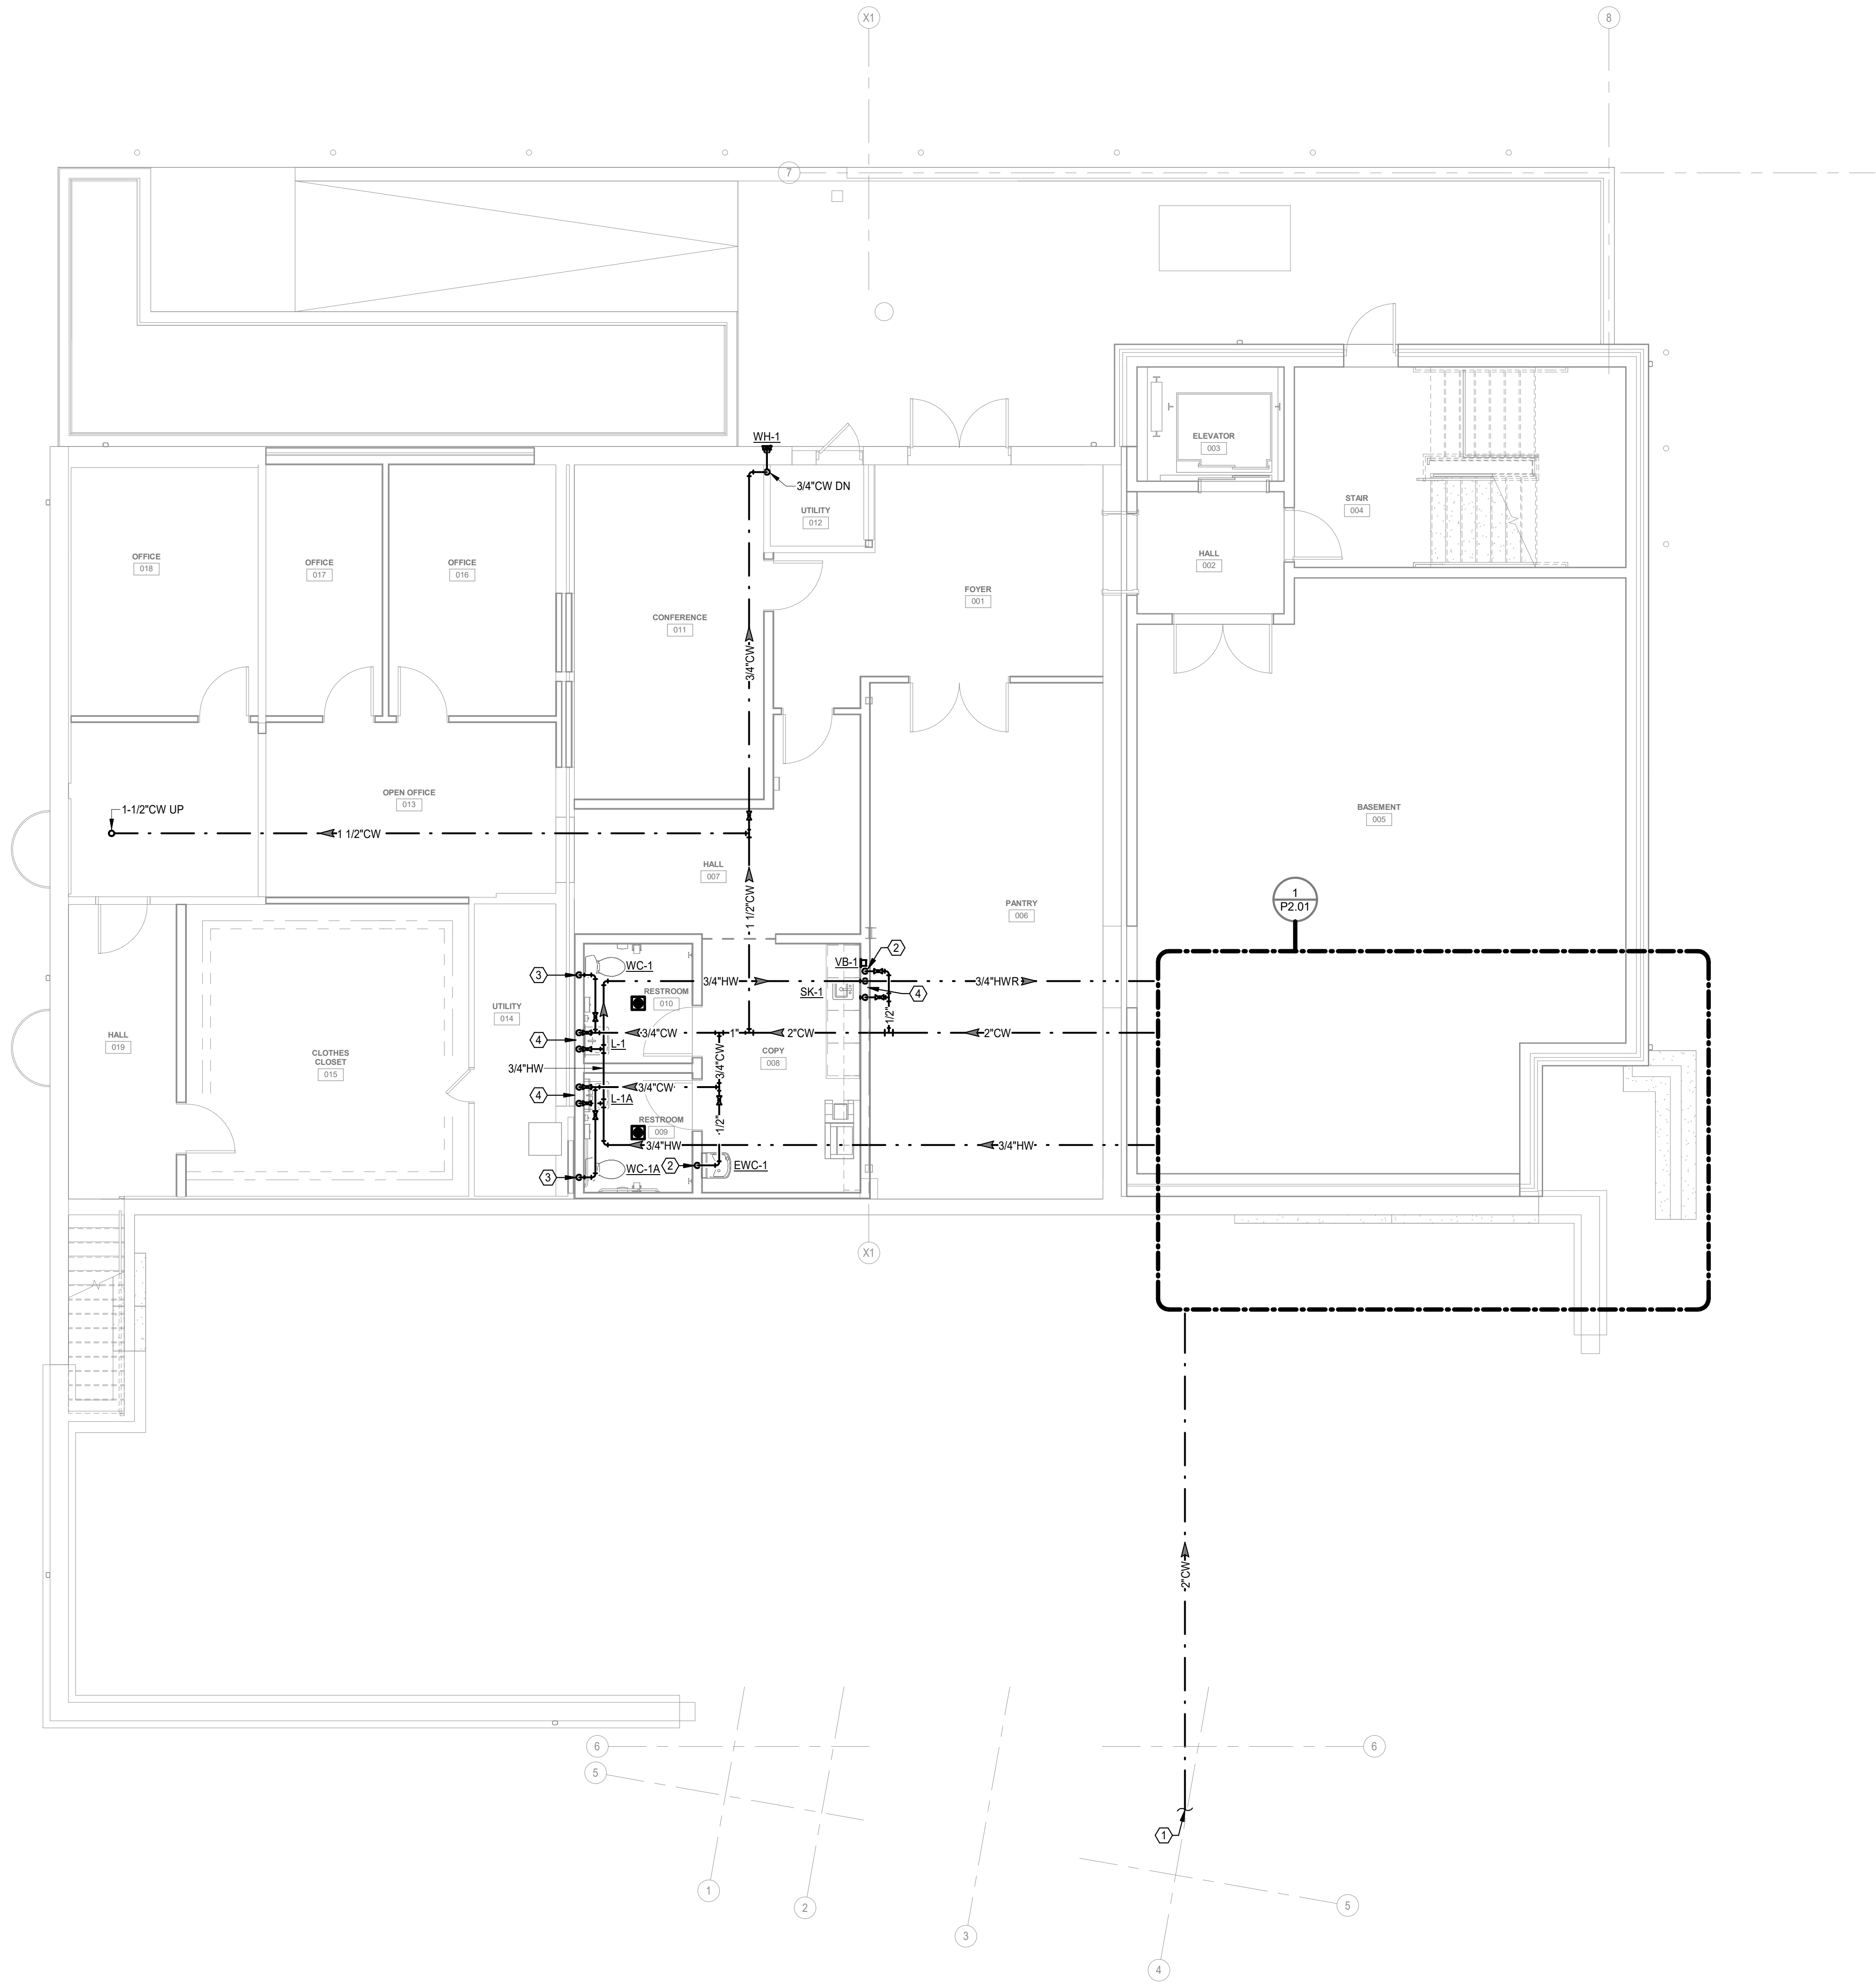 X1
8
7
WH-1
3/4"CW DN
ELEVATOR
003
UTILITY
012
STAIR
004
HALL
002
OFFICE
018
OFFICE
017
OFFICE
016
FOYER
001
CONFERENCE
011
3/4"CW
OPEN OFFICE
013
1-1/2"CW UP
1 1/2"CW
BASEMENT
005
HALL
007
1 1/2"CW
PANTRY
006
1
P2.01
2
VB-1
WC-1
3
3/4"HW
3/4"HWR
SK-1
4
RESTROOM
010
UTILITY
014
1/2"
HALL
019
3/4"CW
1"
2"CW
2"CW
4
L-1
COPY
008
CLOTHES
CLOSET
015
3/4"HW
3/4"CW
3/4"CW
4
L-1A
1/2"
RESTROOM
009
3/4"HW
3/4"HW
WC-1A
2
EWC-1
3
X1
2"CW
6
6
5
1
1
2
5
3
4